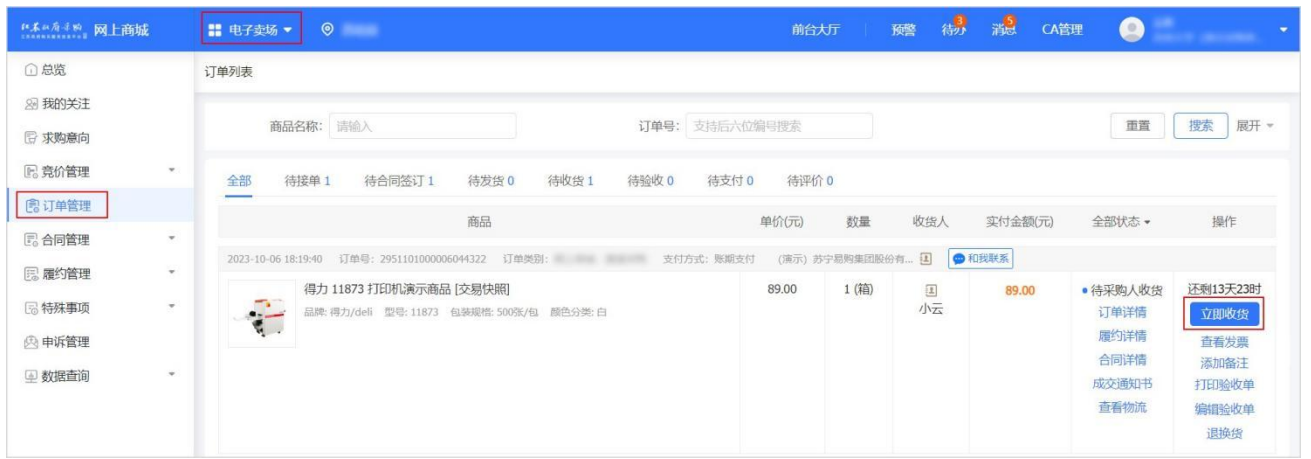 网上商城 电子卖场 前台大厅 预警 待办 3 消息 5 CA管理
总览
我的关注
求购意向
竞价管理
订单管理
合同管理
履约管理
特殊事项
申诉管理
数据查询
订单列表
商品名称： 请输入 订单号： 支持后六位编号搜索 重置 搜索 展开
全部 待接单 1 待合同签订 1 待发货 0 待收货 1 待验收 0 待支付 0 待评价 0
商品 单价(元) 数量 收货人 实付金额(元) 全部状态 操作
2023-10-06 18:19:40 订单号：2951101000006044322 订单类别： 支付方式：账期支付 (演示) 苏宁易购集团股份有... 和我联系
得力 11873 打印机演示商品 [交易快照] 89.00 1 (箱) 小云 89.00
品牌: 得力/deli 型号: 11873 包装规格: 500张/包 颜色分类: 白
待采购人收货
订单详情
履约详情
合同详情
成交通知书
查看物流
还剩13天23时
立即收货
查看发票
添加备注
打印验收单
编辑验收单
退换货